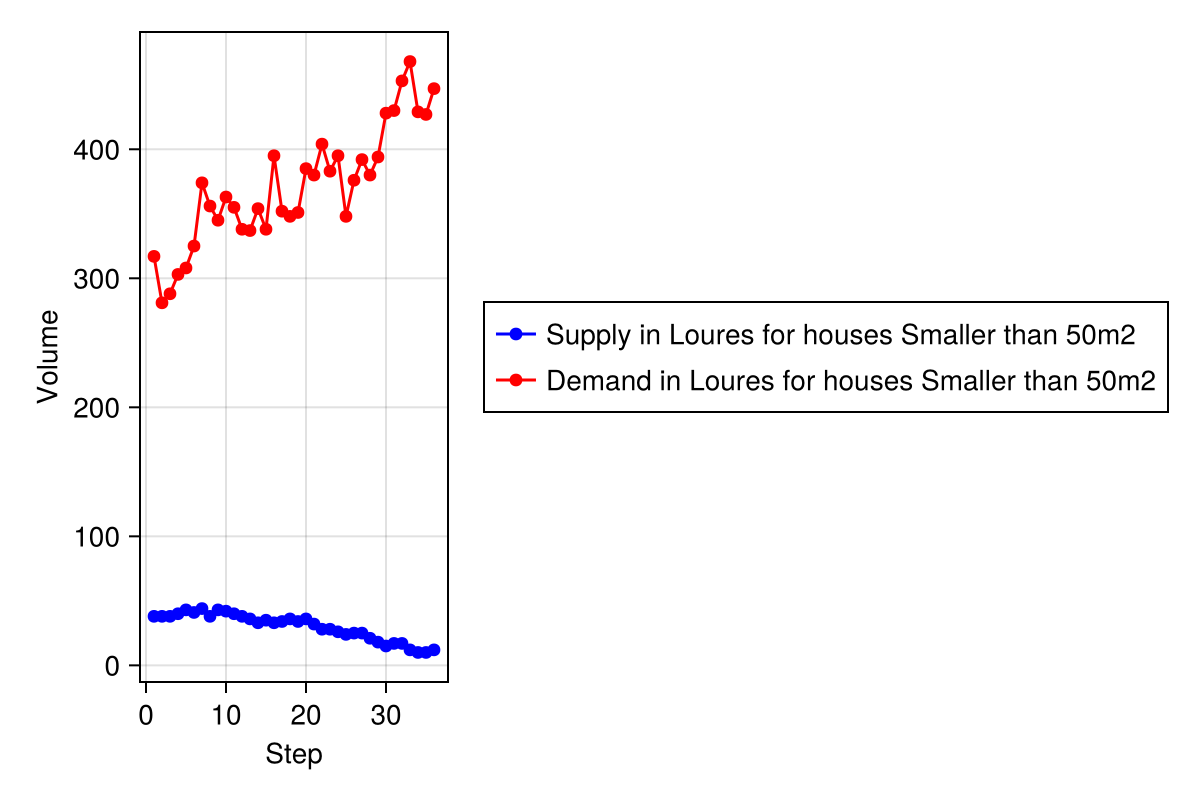 Volume
400
300
200
100
0
0 10 20 30
Step
Supply in Loures for houses Smaller than 50m2
Demand in Loures for houses Smaller than 50m2